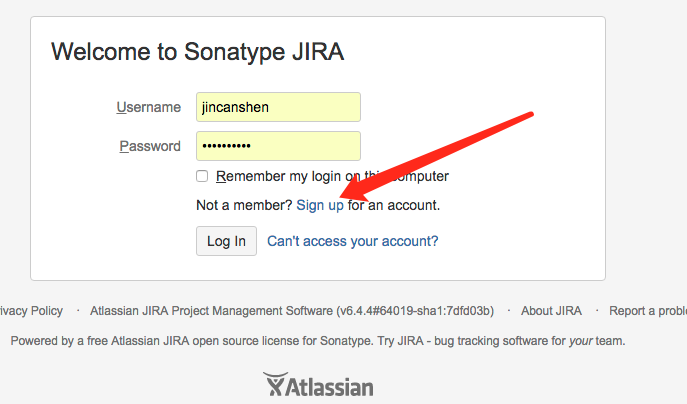 Welcome to Sonatype JIRA
Username jincanshen
Password ••••••••••
Remember my login on this computer
Not a member? Sign up for an account.
Log In Can't access your account?
ivacy Policy · Atlassian JIRA Project Management Software (v6.4.4#64019-sha1:7dfd03b) · About JIRA · Report a proble
Powered by a free Atlassian JIRA open source license for Sonatype. Try JIRA - bug tracking software for your team.
Atlassian